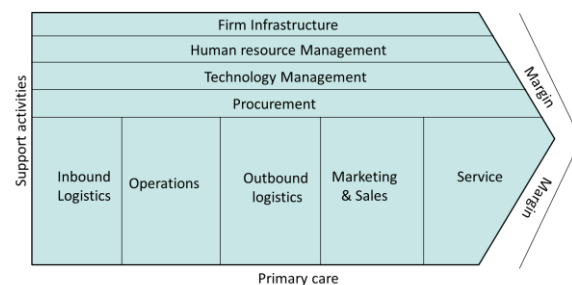 Firm Infrastructure
Human resource Management
Technology Management
Procurement
Support activities
Inbound
Logistics
Operations
Outbound
logistics
Marketing
& Sales
Service
Margin
Margin
Primary care